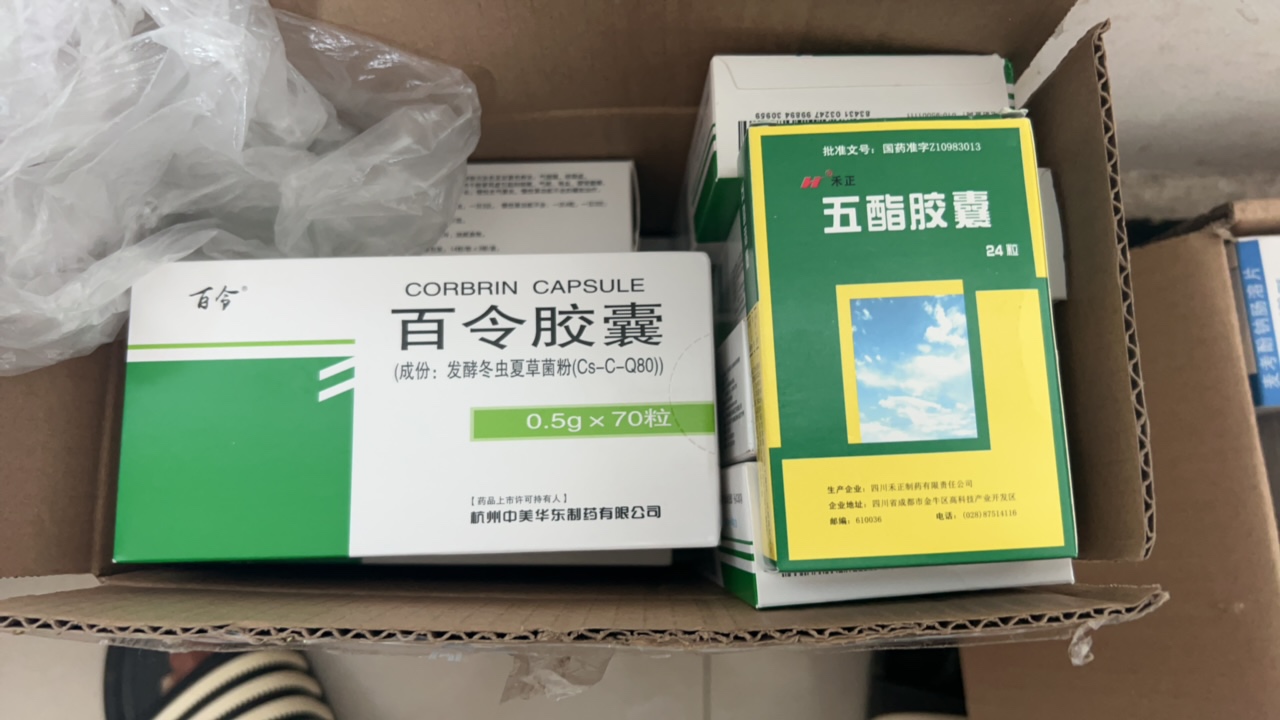 百令®
CORBRIN CAPSULE
百令胶囊
(成份：发酵冬虫夏草菌粉(Cs-C-Q80))
0.5g×70粒
【药品上市许可持有人】
杭州中美华东制药有限公司
83431 03247 99894 30959
批准文号：国药准字Z10983013
禾正
五酯胶囊
24粒
生产企业：四川禾正制药有限责任公司
企业地址：四川省成都市金牛区高科技产业开发区
邮编：610036 电话：(028)87514116